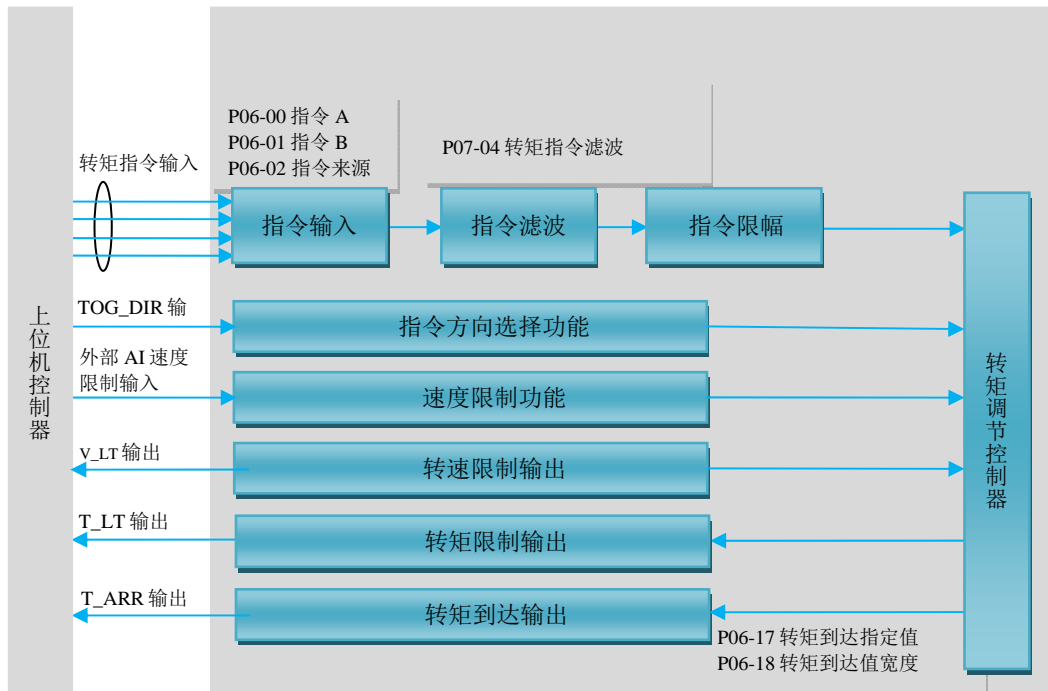 P06-00 指令 A
P06-01 指令 B
P06-02 指令来源
P07-04 转矩指令滤波
转矩指令输入
指令输入
指令滤波
指令限幅
TOG_DIR 输
指令方向选择功能
外部 AI 速度
限制输入
速度限制功能
V_LT 输出
转速限制输出
T_LT 输出
转矩限制输出
T_ARR 输出
转矩到达输出
P06-17 转矩到达指定值
P06-18 转矩到达值宽度
上位机控制器
转矩调节控制器